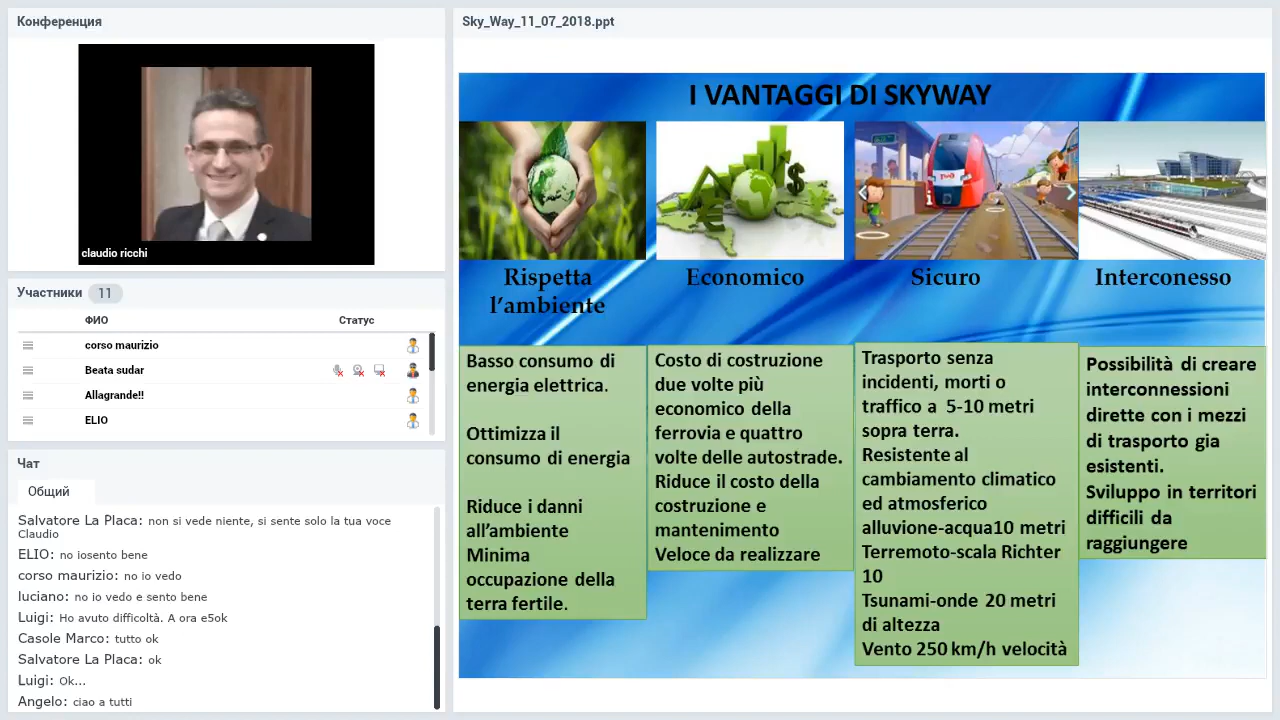 Конференция
claudio ricchi
Участники 11
ФИО Статус
corso maurizio
Beata sudar
Allagrande!!
ELIO
Чат
Общий
Salvatore La Placa: non si vede niente, si sente solo la tua voce
Claudio
ELIO: no iosento bene
corso maurizio: no io vedo
luciano: no io vedo e sento bene
Luigi: Ho avuto difficoltà. A ora e5ok
Casole Marco: tutto ok
Salvatore La Placa: ok
Luigi: Ok...
Angelo: ciao a tutti
Sky_Way_11_07_2018.ppt
I VANTAGGI DI SKYWAY
Rispetta
l’ambiente
Basso consumo di
energia elettrica.
Ottimizza il
consumo di energia
Riduce i danni
all’ambiente
Minima
occupazione della
terra fertile.
Economico
Costo di costruzione
due volte più
economico della
ferrovia e quattro
volte delle autostrade.
Riduce il costo della
costruzione e
mantenimento
Veloce da realizzare
Sicuro
Trasporto senza
incidenti, morti o
traffico a 5-10 metri
sopra terra.
Resistente al
cambiamento climatico
ed atmosferico
alluvione-acqua10 metri
Terremoto-scala Richter
10
Tsunami-onde 20 metri
di altezza
Vento 250 km/h velocità
Interconesso
Possibilità di creare
interconnessioni
dirette con i mezzi
di trasporto gia
esistenti.
Sviluppo in territori
difficili da
raggiungere